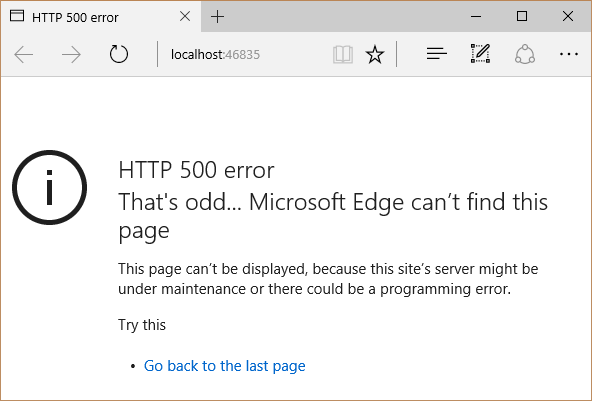 HTTP 500 error
localhost:46835
HTTP 500 error
That's odd... Microsoft Edge can’t find this
page
This page can’t be displayed, because this site’s server might be
under maintenance or there could be a programming error.
Try this
• Go back to the last page